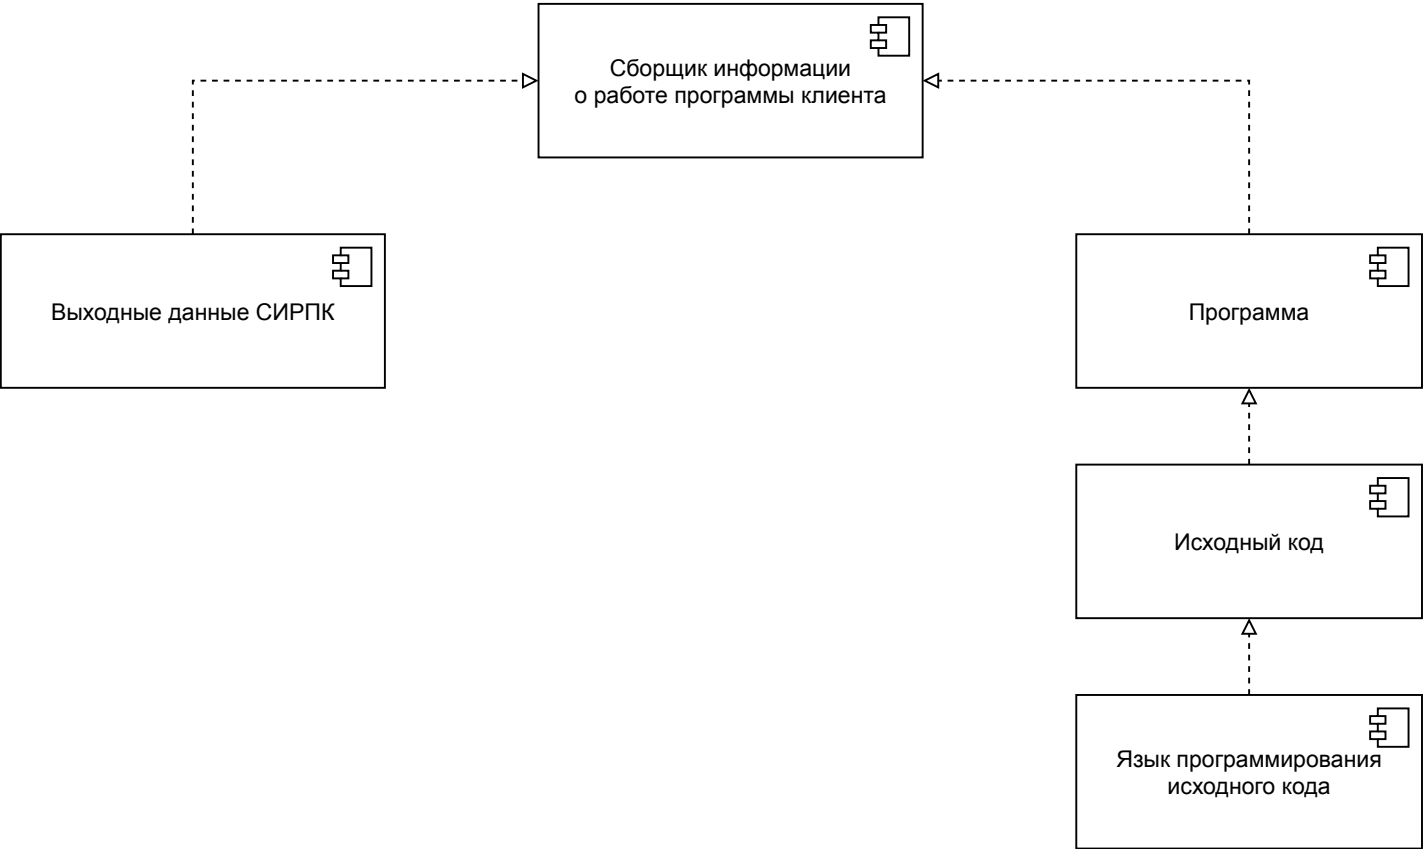 Сборщик информации
о работе программы клиента
Выходные данные СИРПК
Программа
Исходный код
Язык программирования
исходного кода